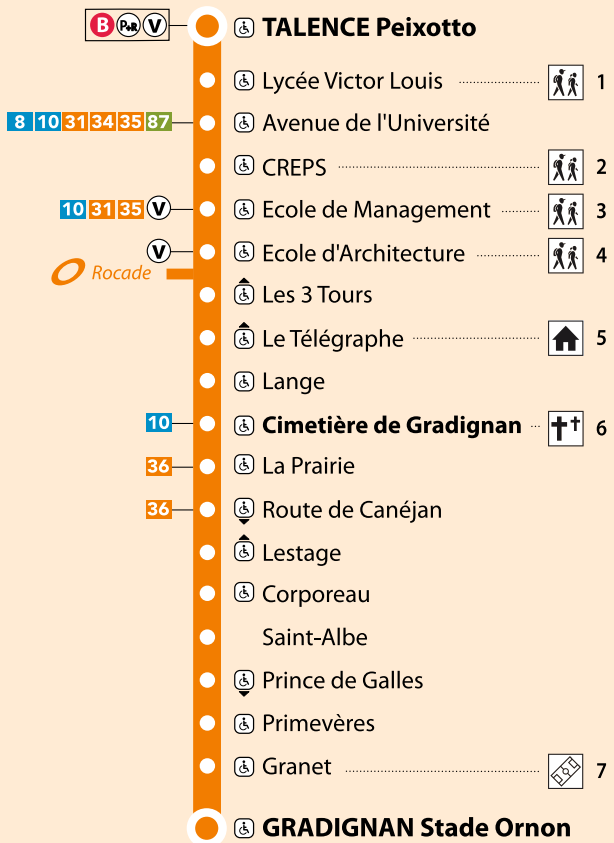 B P+R V TALENCE Peixotto
Lycée Victor Louis 1
8 10 31 34 35 87 Avenue de l'Université
CREPS 2
10 31 35 V Ecole de Management 3
V Ecole d'Architecture 4
Rocade
Les 3 Tours
Le Télégraphe 5
Lange
10 Cimetière de Gradignan 6
36 La Prairie
36 Route de Canéjan
Lestage
Corporeau
Saint-Albe
Prince de Galles
Primevères
Granet 7
GRADIGNAN Stade Ornon